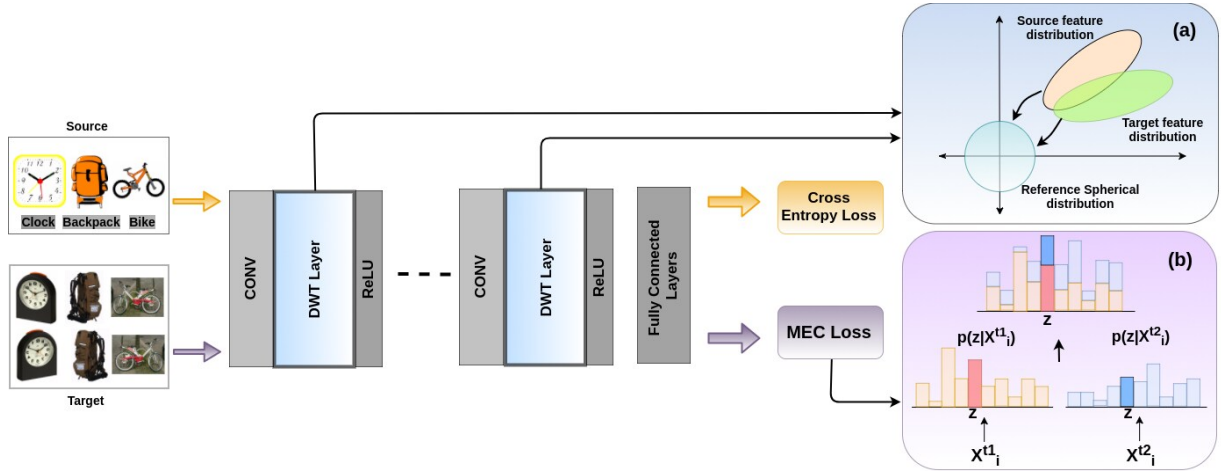 Source
Clock Backpack Bike
Target
CONV
DWT Layer
ReLU
CONV
DWT Layer
ReLU
Fully Connected
Layers
Cross
Entropy Loss
MEC Loss
(a)
Source feature
distribution
Target feature
distribution
Reference Spherical
distribution
(b)
z
p(z|X^t1_i)
p(z|X^t2_i)
z
z
X^t1_i
X^t2_i